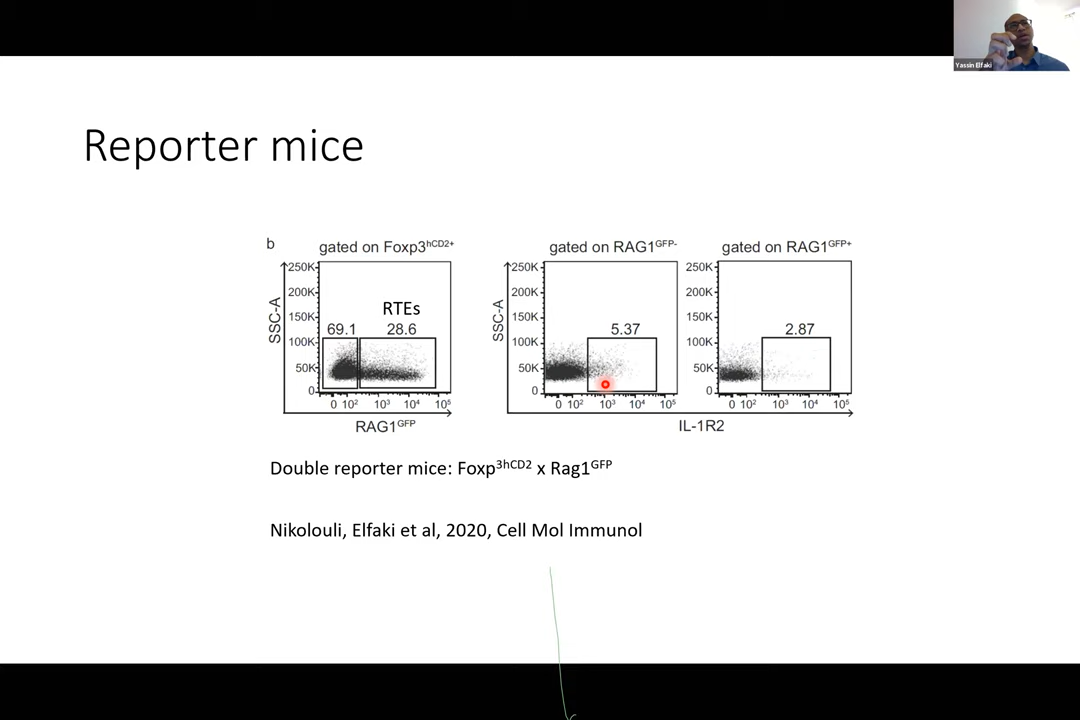 Yassin Elfaki
Reporter mice
b
gated on Foxp3hCD2+
gated on RAG1GFP-
gated on RAG1GFP+
250K
200K
150K
100K
50K
0
SSC-A
RTEs
69.1
28.6
0 10² 10³ 10⁴ 10⁵
RAG1GFP
250K
200K
150K
100K
50K
0
SSC-A
5.37
0 10² 10³ 10⁴ 10⁵
250K
200K
150K
100K
50K
0
2.87
0 10² 10³ 10⁴ 10⁵
IL-1R2
Double reporter mice: Foxp3hCD2 x Rag1GFP
Nikolouli, Elfaki et al, 2020, Cell Mol Immunol